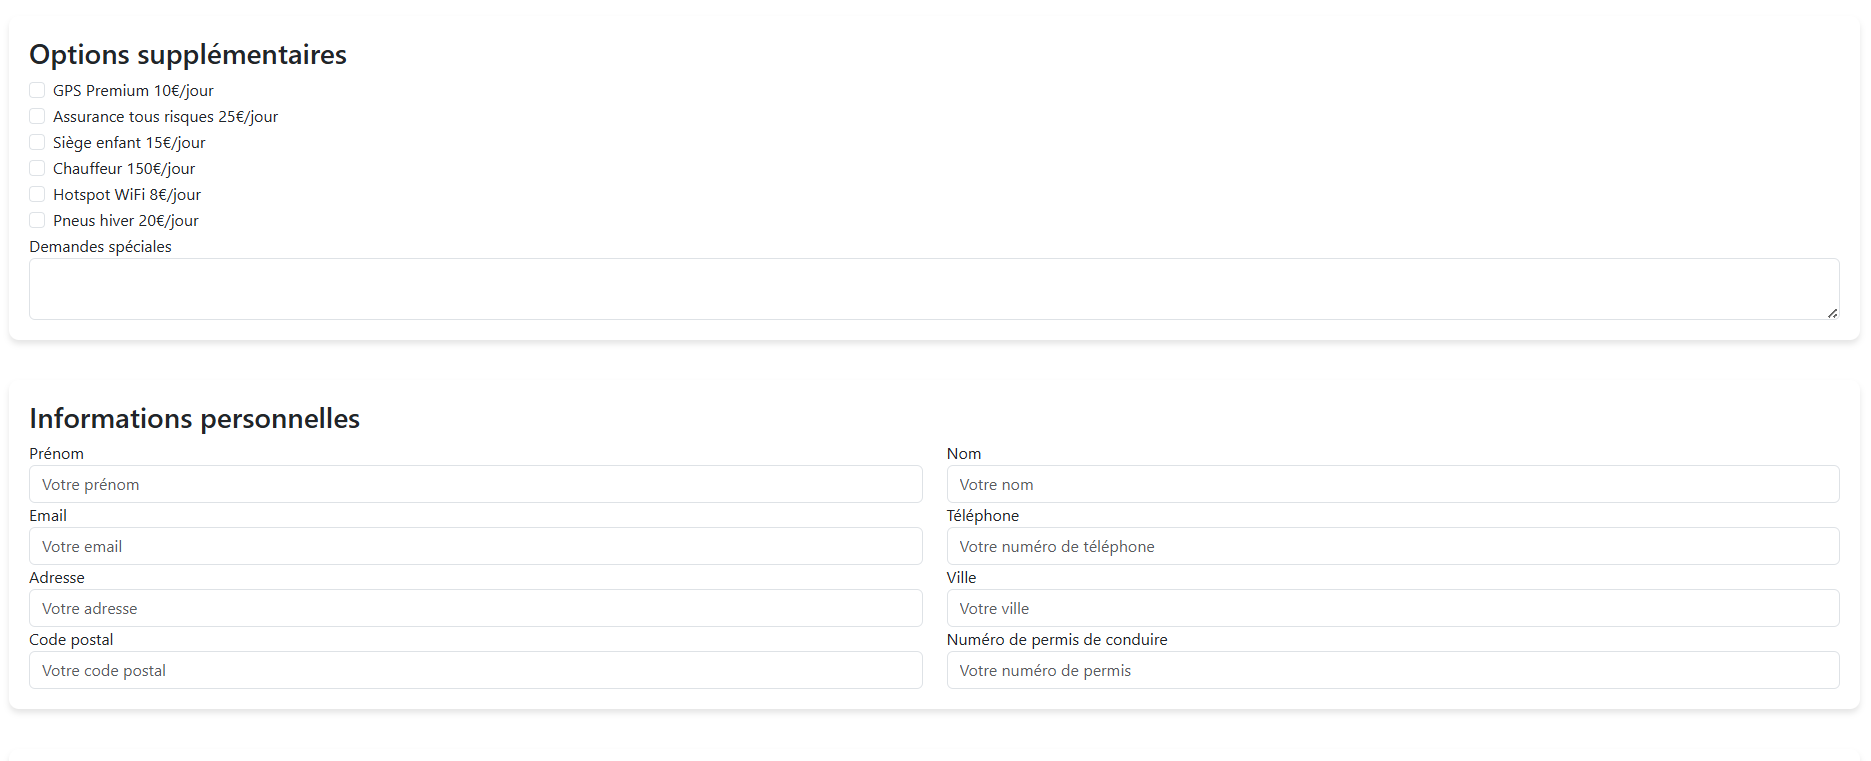 Options supplémentaires
GPS Premium 10€/jour
Assurance tous risques 25€/jour
Siège enfant 15€/jour
Chauffeur 150€/jour
Hotspot WiFi 8€/jour
Pneus hiver 20€/jour
Demandes spéciales
Informations personnelles
Prénom Nom
Votre prénom Votre nom
Email Téléphone
Votre email Votre numéro de téléphone
Adresse Ville
Votre adresse Votre ville
Code postal Numéro de permis de conduire
Votre code postal Votre numéro de permis